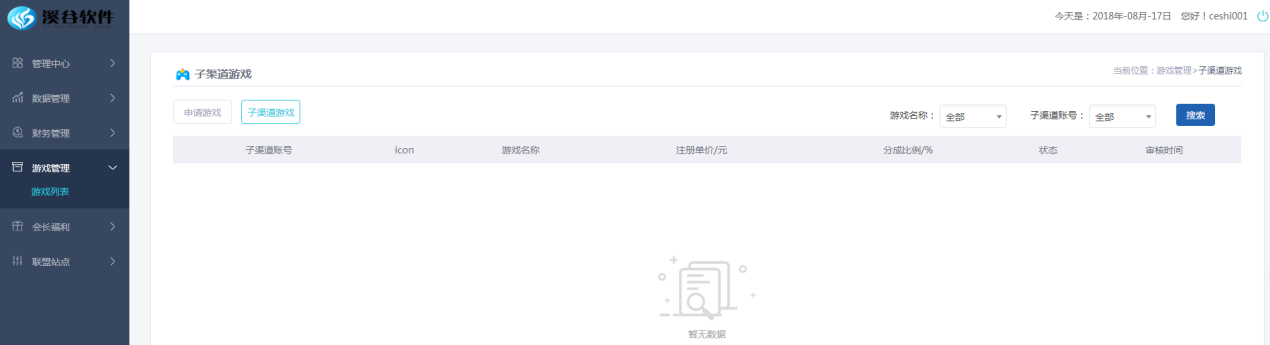 溪谷软件
今天是：2018年-08月-17日 您好！ceshi001
管理中心
数据管理
财务管理
游戏管理
游戏列表
会长福利
联盟站点
子渠道游戏
当前位置：游戏管理>子渠道游戏
申请游戏 子渠道游戏
游戏名称： 全部 子渠道账号： 全部 搜索
子渠道账号 icon 游戏名称 注册单价/元 分成比例/% 状态 审核时间
暂无数据